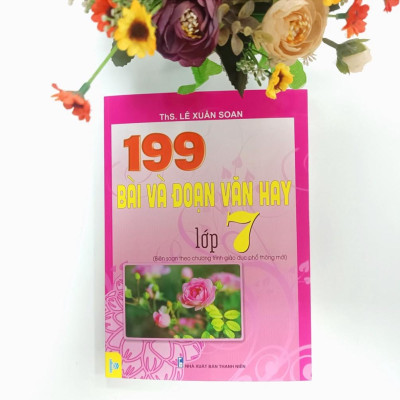 ThS. LÊ XUÂN SOAN
199
BÀI VÀ ĐOẠN VĂN HAY
lớp 7
(Biên soạn theo chương trình giáo dục phổ thông mới)
NHÀ XUẤT BẢN THANH NIÊN